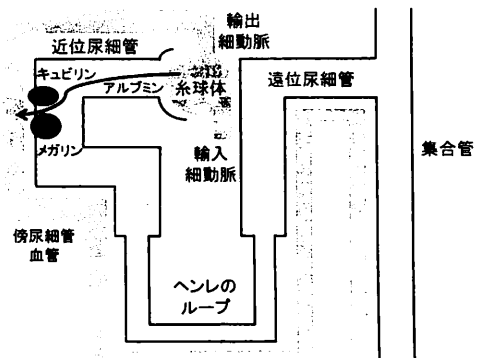 輸出
細動脈
近位尿細管
キュビリン
アルブミン
糸球体
遠位尿細管
メガリン
輸入
細動脈
集合管
傍尿細管
血管
ヘンレの
ループ